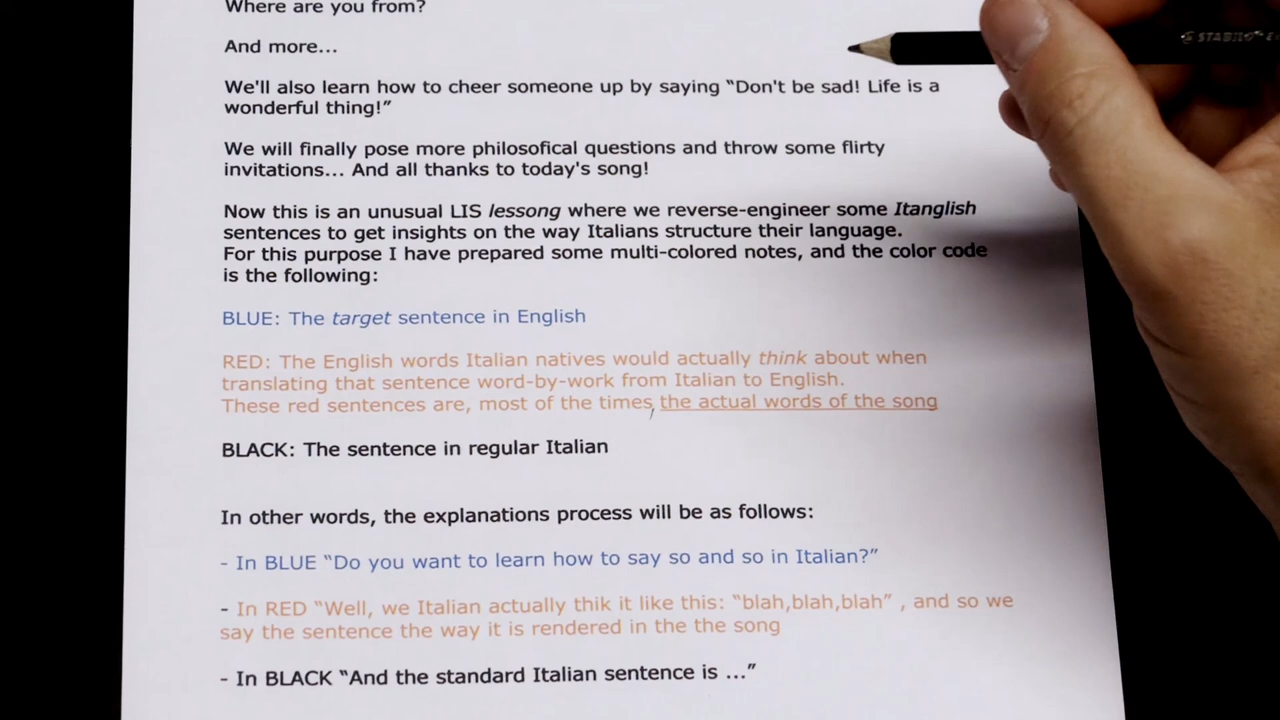 Where are you from?
And more...
We'll also learn how to cheer someone up by saying “Don't be sad! Life is a
wonderful thing!”
We will finally pose more philosofical questions and throw some flirty
invitations... And all thanks to today's song!
Now this is an unusual LIS lessong where we reverse-engineer some Itanglish
sentences to get insights on the way Italians structure their language.
For this purpose I have prepared some multi-colored notes, and the color code
is the following:
BLUE: The target sentence in English
RED: The English words Italian natives would actually think about when
translating that sentence word-by-work from Italian to English.
These red sentences are, most of the times, the actual words of the song
BLACK: The sentence in regular Italian
In other words, the explanations process will be as follows:
- In BLUE “Do you want to learn how to say so and so in Italian?”
- In RED “Well, we Italian actually thik it like this: “blah,blah,blah” , and so we
say the sentence the way it is rendered in the the song
- In BLACK “And the standard Italian sentence is ...”
STABILO